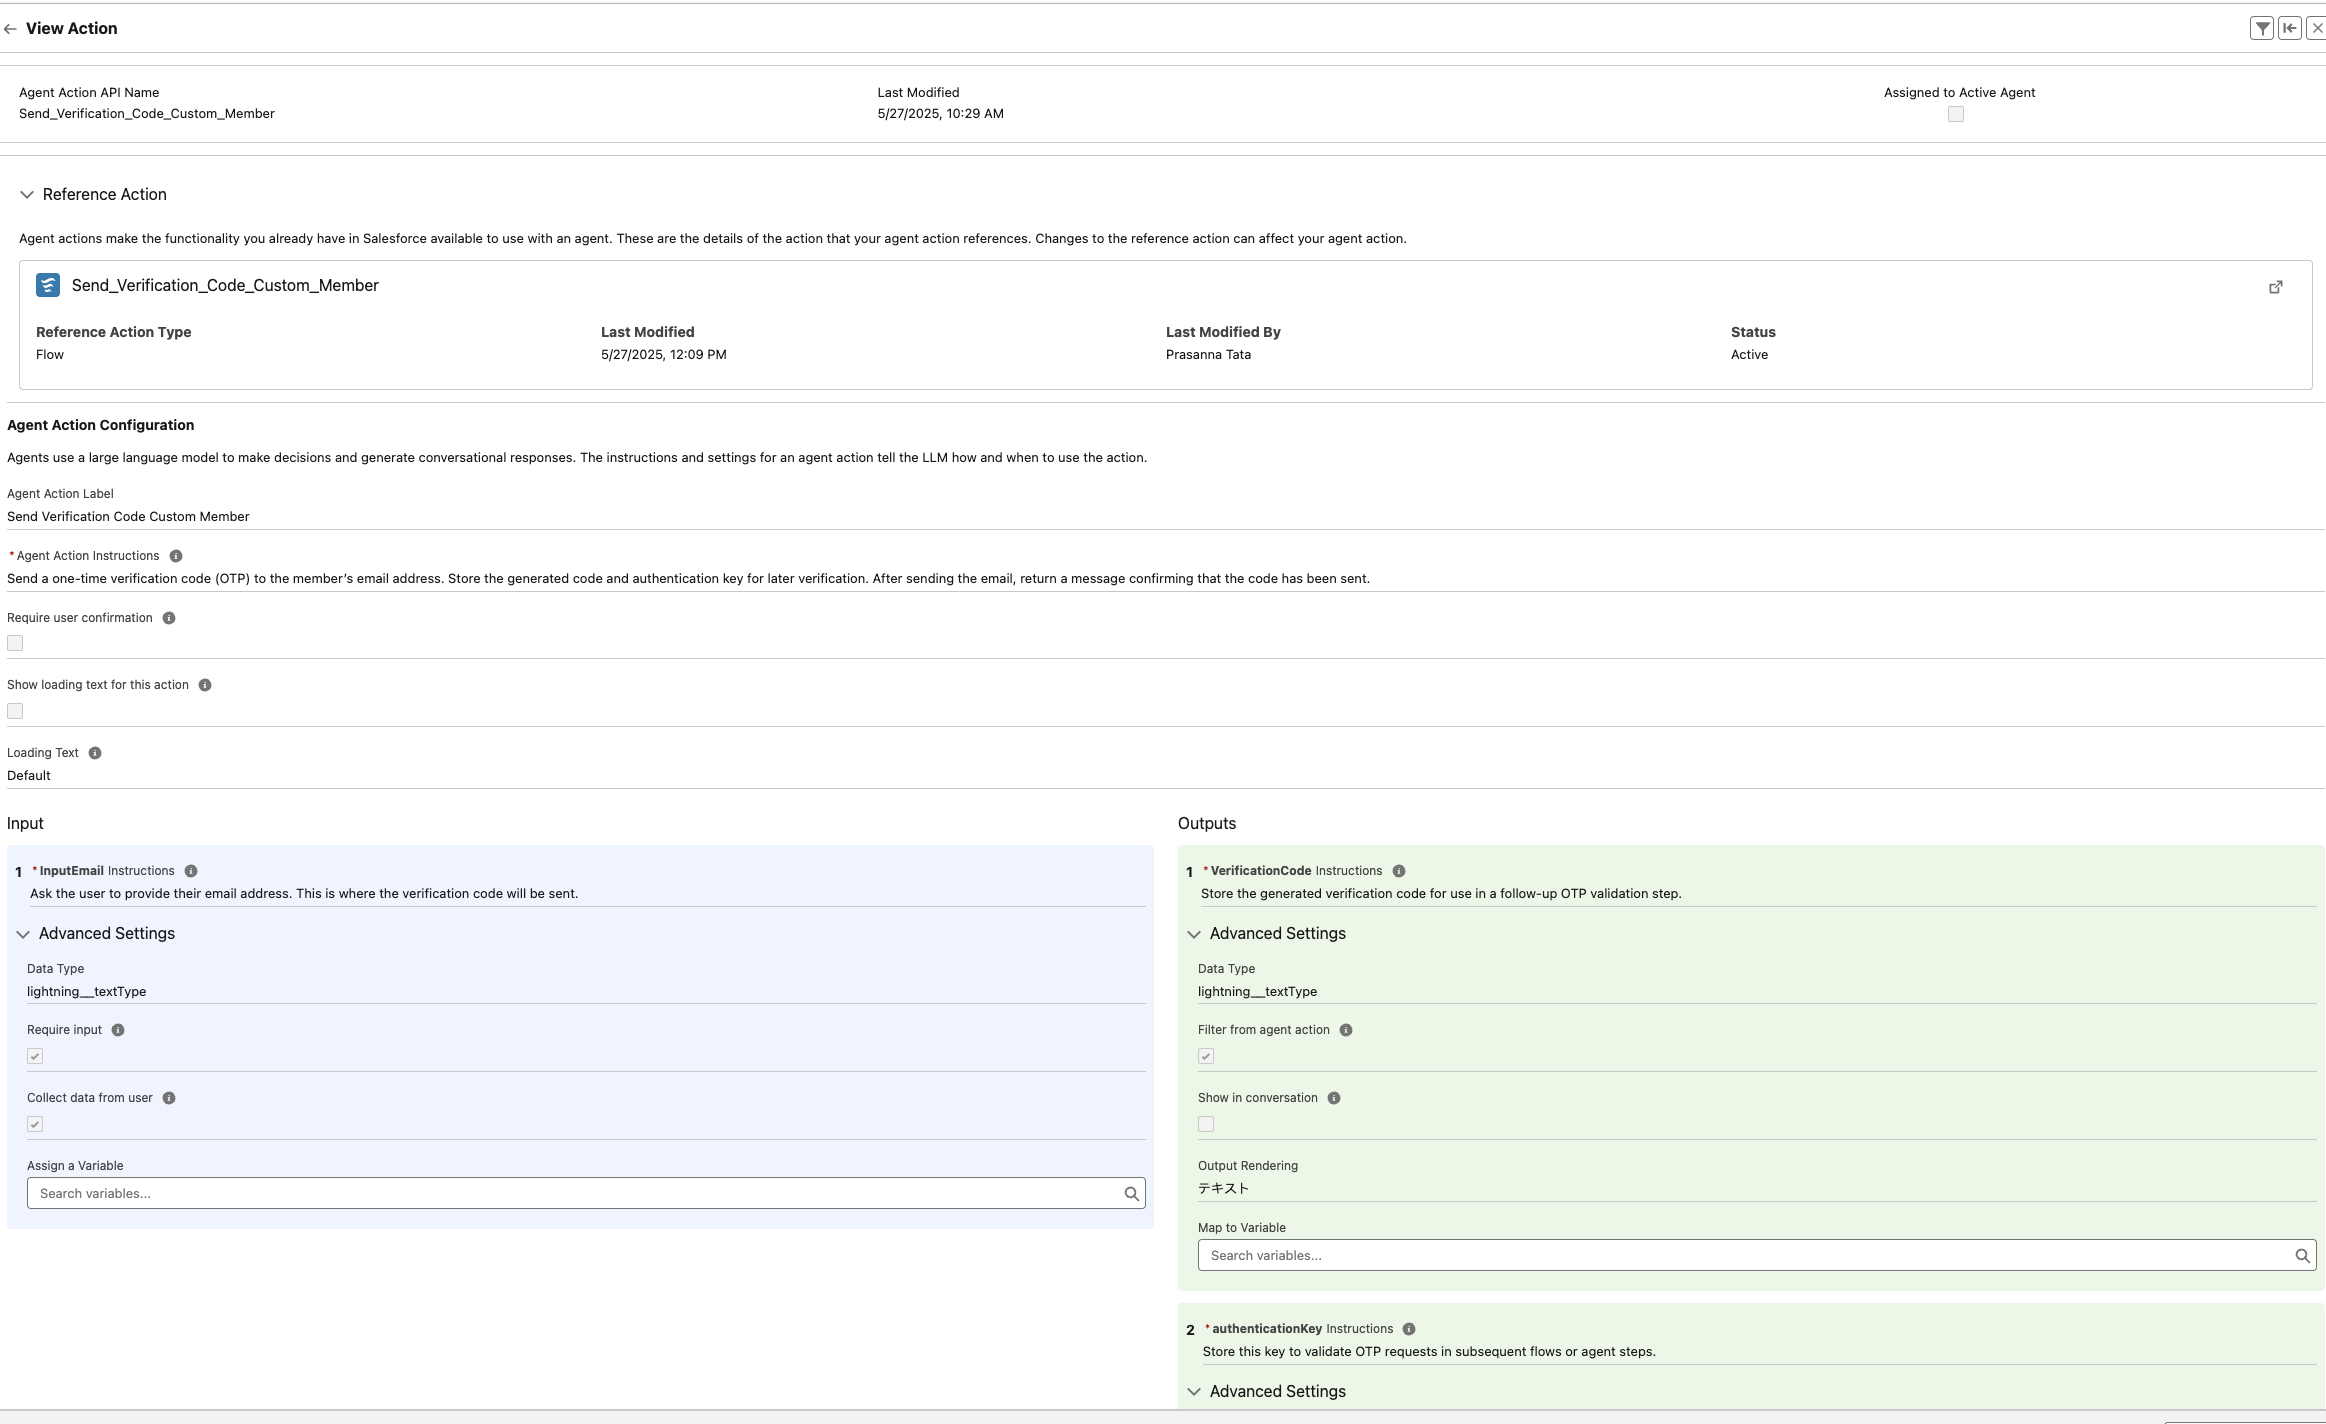 View Action
Agent Action API Name
Send_Verification_Code_Custom_Member
Last Modified
5/27/2025, 10:29 AM
Assigned to Active Agent
Reference Action
Agent actions make the functionality you already have in Salesforce available to use with an agent. These are the details of the action that your agent action references. Changes to the reference action can affect your agent action.
Send_Verification_Code_Custom_Member
Reference Action Type
Flow
Last Modified
5/27/2025, 12:09 PM
Last Modified By
Prasanna Tata
Status
Active
Agent Action Configuration
Agents use a large language model to make decisions and generate conversational responses. The instructions and settings for an agent action tell the LLM how and when to use the action.
Agent Action Label
Send Verification Code Custom Member
* Agent Action Instructions
Send a one-time verification code (OTP) to the member's email address. Store the generated code and authentication key for later verification. After sending the email, return a message confirming that the code has been sent.
Require user confirmation
Show loading text for this action
Loading Text
Default
Input
1 * InputEmail Instructions
Ask the user to provide their email address. This is where the verification code will be sent.
Advanced Settings
Data Type
lightning__textType
Require input
Collect data from user
Assign a Variable
Search variables...
Outputs
1 * VerificationCode Instructions
Store the generated verification code for use in a follow-up OTP validation step.
Advanced Settings
Data Type
lightning__textType
Filter from agent action
Show in conversation
Output Rendering
テキスト
Map to Variable
Search variables...
2 * authenticationKey Instructions
Store this key to validate OTP requests in subsequent flows or agent steps.
Advanced Settings